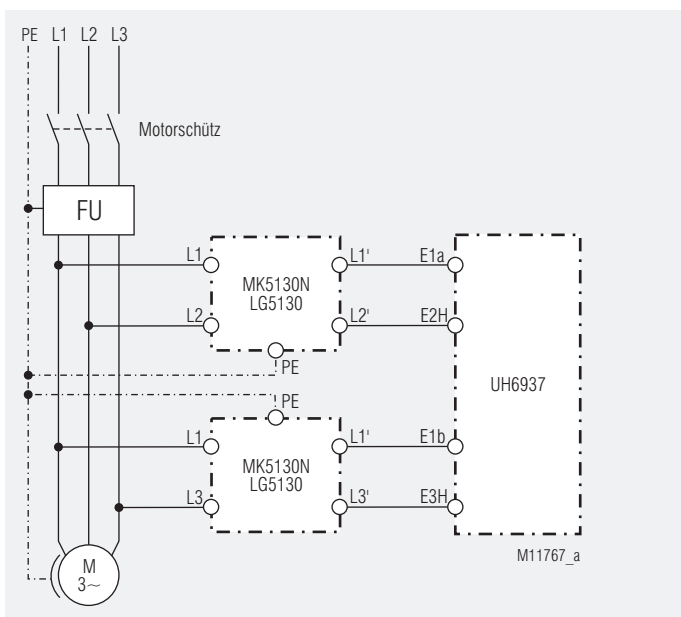 PE L1 L2 L3
Motorschütz
FU
L1
MK5130N
LG5130
L1'
E1a
L2
L2'
E2H
PE
UH6937
PE
L1
MK5130N
LG5130
L1'
E1b
L3
L3'
E3H
M11767_a
M
3~